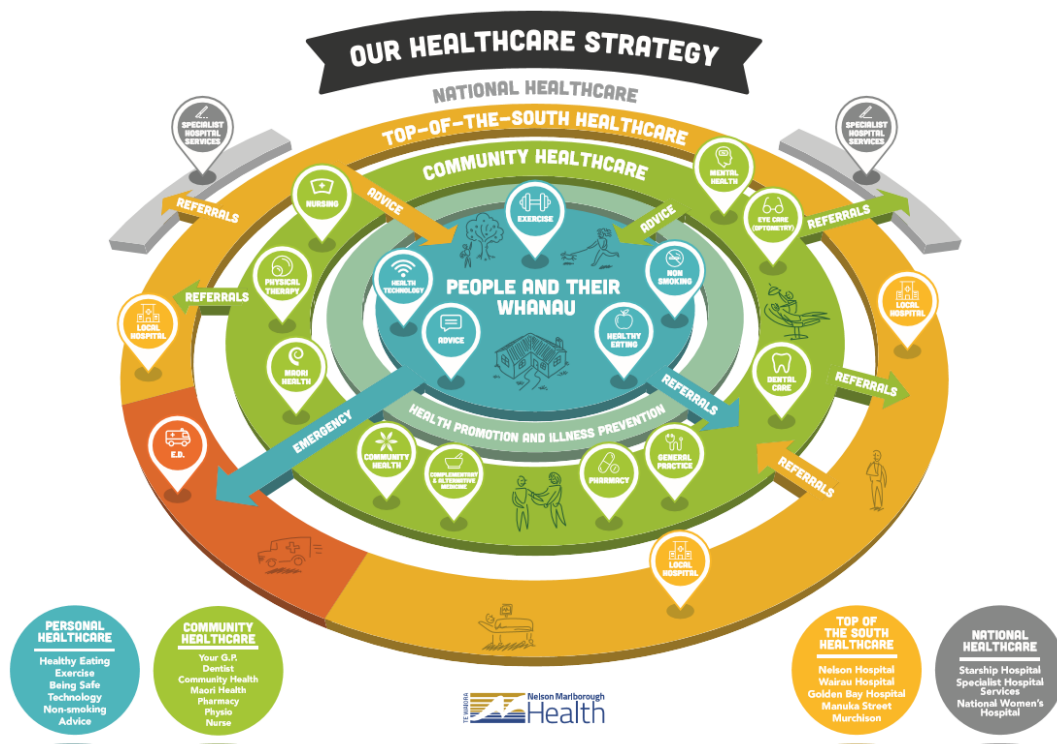 OUR HEALTHCARE STRATEGY
NATIONAL HEALTHCARE
TOP-OF-THE-SOUTH HEALTHCARE
COMMUNITY HEALTHCARE
SPECIALIST
HOSPITAL
SERVICES
SPECIALIST
HOSPITAL
SERVICES
REFERRALS
NURSING
ADVICE
EXERCISE
ADVICE
MENTAL
HEALTH
EYE CARE
(OPTOMETRY)
REFERRALS
PHYSICAL
THERAPY
HEALTH
TECHNOLOGY
PEOPLE AND THEIR
WHANAU
NON
SMOKING
REFERRALS
LOCAL
HOSPITAL
LOCAL
HOSPITAL
ADVICE
HEALTHY
EATING
MAORI
HEALTH
DENTAL
CARE
REFERRALS
REFERRALS
EMERGENCY
HEALTH PROMOTION AND ILLNESS PREVENTION
E.D.
COMMUNITY
HEALTH
COMPLEMENTARY
& ALTERNATIVE
MEDICINE
PHARMACY
GENERAL
PRACTICE
REFERRALS
LOCAL
HOSPITAL
PERSONAL
HEALTHCARE
Healthy Eating
Exercise
Being Safe
Technology
Non-smoking
Advice
COMMUNITY
HEALTHCARE
Your G.P.
Dentist
Community Health
Maori Health
Pharmacy
Physio
Nurse
TE WAIORA
Nelson Marlborough
Health
TOP OF
THE SOUTH
HEALTHCARE
Nelson Hospital
Wairau Hospital
Golden Bay Hospital
Manuka Street
Murchison
NATIONAL
HEALTHCARE
Starship Hospital
Specialist Hospital
Services
National Women's
Hospital